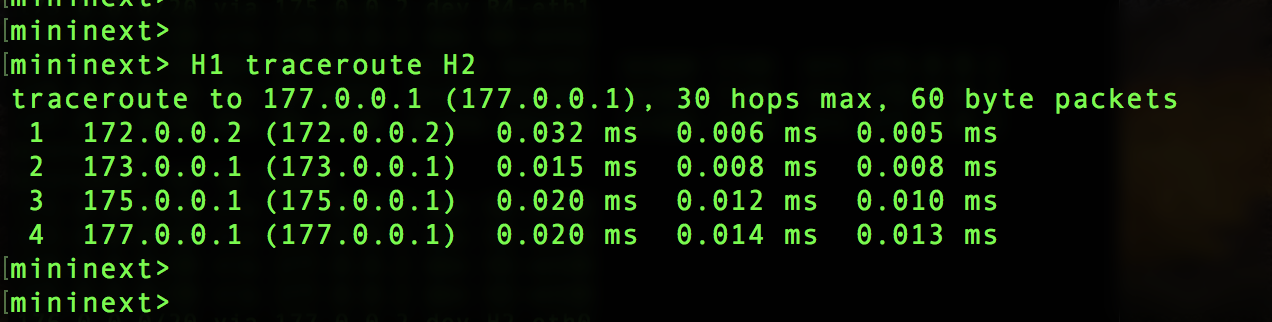 mininext>
[mininext>
[mininext> H1 traceroute H2
traceroute to 177.0.0.1 (177.0.0.1), 30 hops max, 60 byte packets
 1  172.0.0.2 (172.0.0.2)  0.032 ms  0.006 ms  0.005 ms
 2  173.0.0.1 (173.0.0.1)  0.015 ms  0.008 ms  0.008 ms
 3  175.0.0.1 (175.0.0.1)  0.020 ms  0.012 ms  0.010 ms
 4  177.0.0.1 (177.0.0.1)  0.020 ms  0.014 ms  0.013 ms
[mininext>
[mininext>